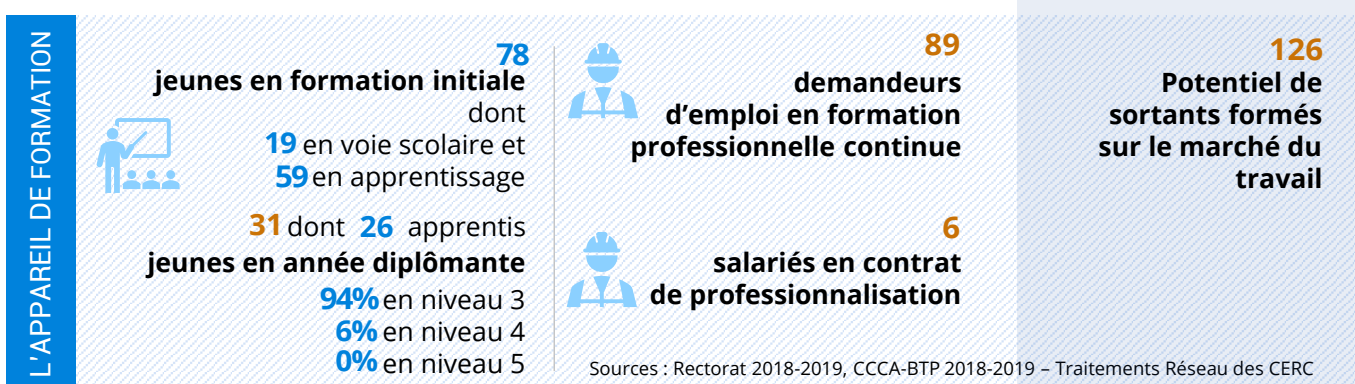 L'APPAREIL DE FORMATION
78
jeunes en formation initiale
dont
19 en voie scolaire et
59 en apprentissage
31 dont 26 apprentis
jeunes en année diplômante
94% en niveau 3
6% en niveau 4
0% en niveau 5
89
demandeurs
d'emploi en formation
professionnelle continue
6
salariés en contrat
de professionnalisation
126
Potentiel de
sortants formés
sur le marché du
travail
Sources : Rectorat 2018-2019, CCCA-BTP 2018-2019 – Traitements Réseau des CERC